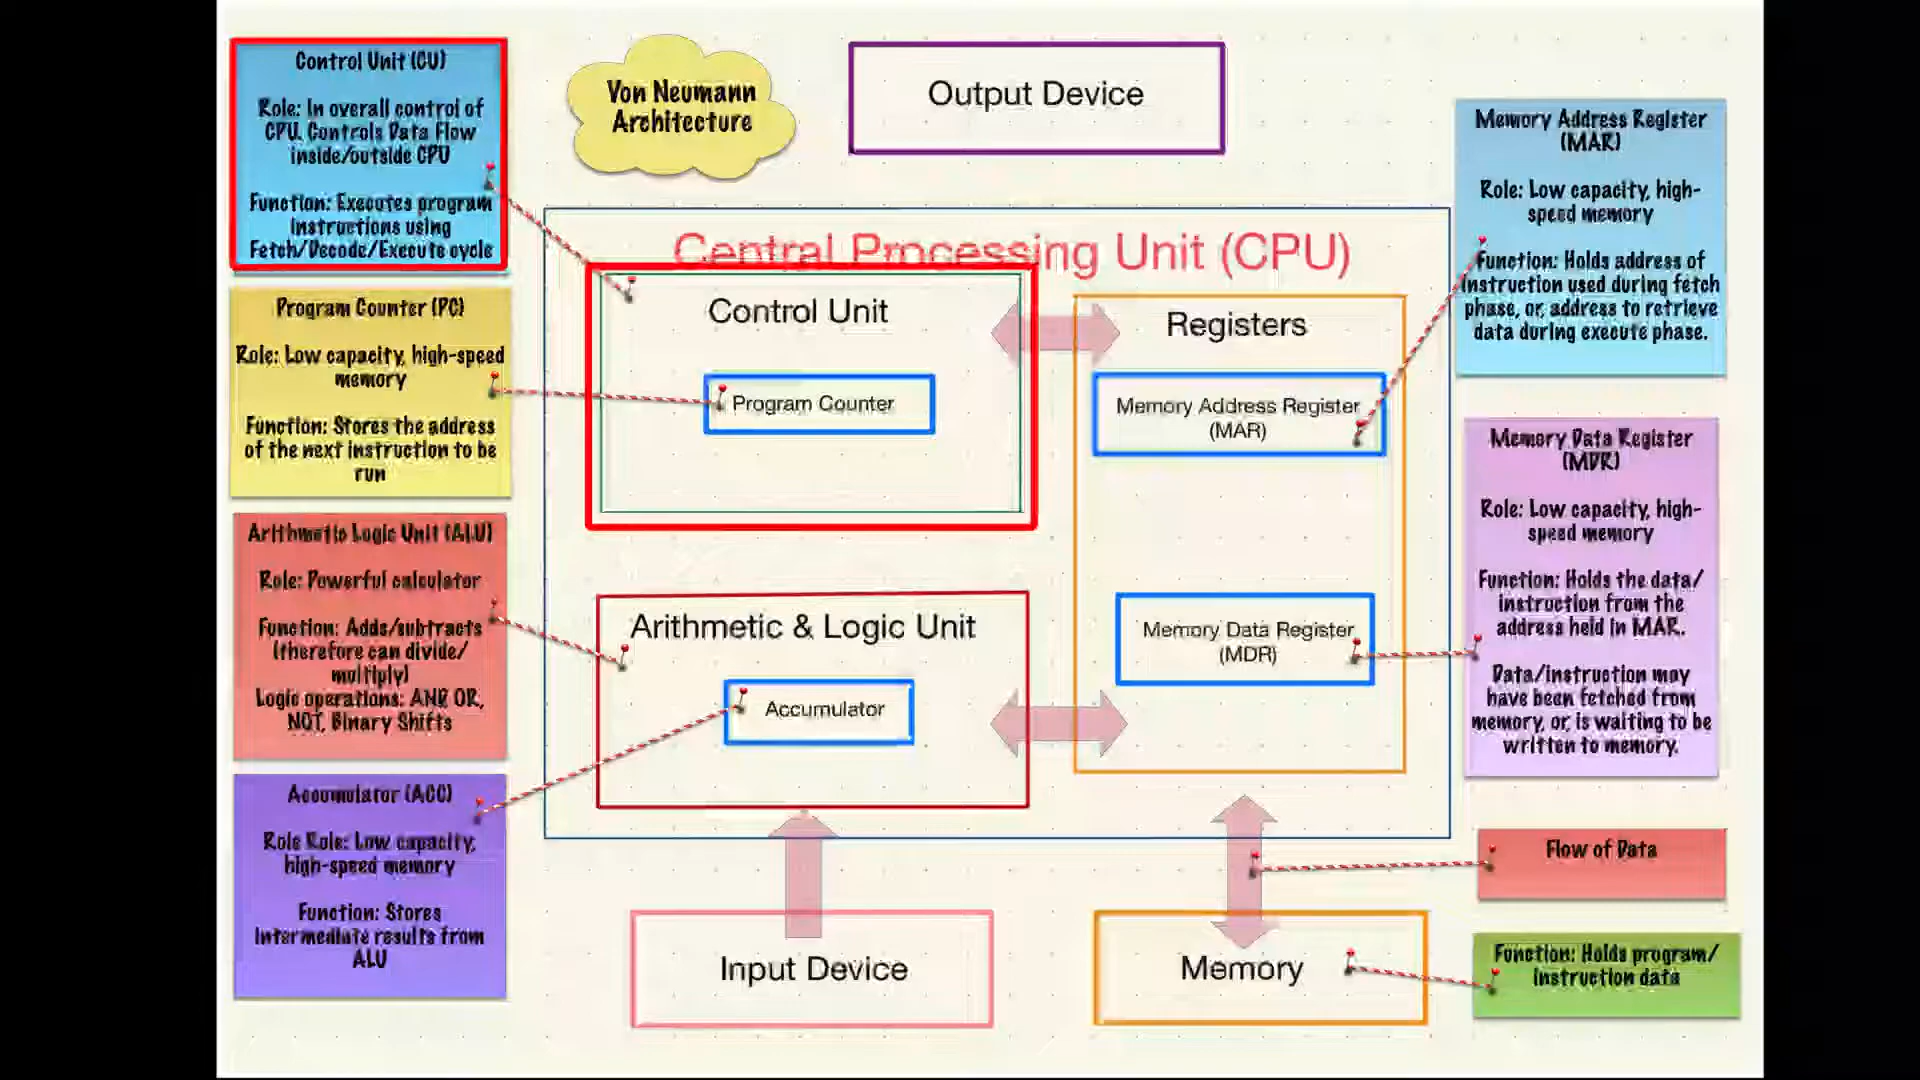 Control Unit (CU)
Role: In overall control of
CPU. Controls Data Flow
inside/outside CPU
Function: Executes program
instructions using
Fetch/Decode/Execute cycle
Program Counter (PC)
Role: Low capacity, high-speed
memory
Function: Stores the address
of the next instruction to be
run
Arithmetic Logic Unit (ALU)
Role: Powerful calculator
Function: Adds/subtracts
(therefore can divide/
multiply)
Logic operations: AND OR,
NOT, Binary Shifts
Accumulator (ACC)
Role Role: Low capacity,
high-speed memory
Function: Stores
intermediate results from
ALU
Von Neumann
Architecture
Output Device
Central Processing Unit (CPU)
Control Unit
Program Counter
Registers
Memory Address Register
(MAR)
Memory Data Register
(MDR)
Arithmetic & Logic Unit
Accumulator
Input Device
Memory
Memory Address Register
(MAR)
Role: Low capacity, high-
speed memory
Function: Holds address of
instruction used during fetch
phase, or, address to retrieve
data during execute phase.
Memory Data Register
(MDR)
Role: Low capacity, high-
speed memory
Function: Holds the data/
instruction from the
address held in MAR.
Data/instruction may
have been fetched from
memory, or, is waiting to be
written to memory.
Flow of Data
Function: Holds program/
instruction data